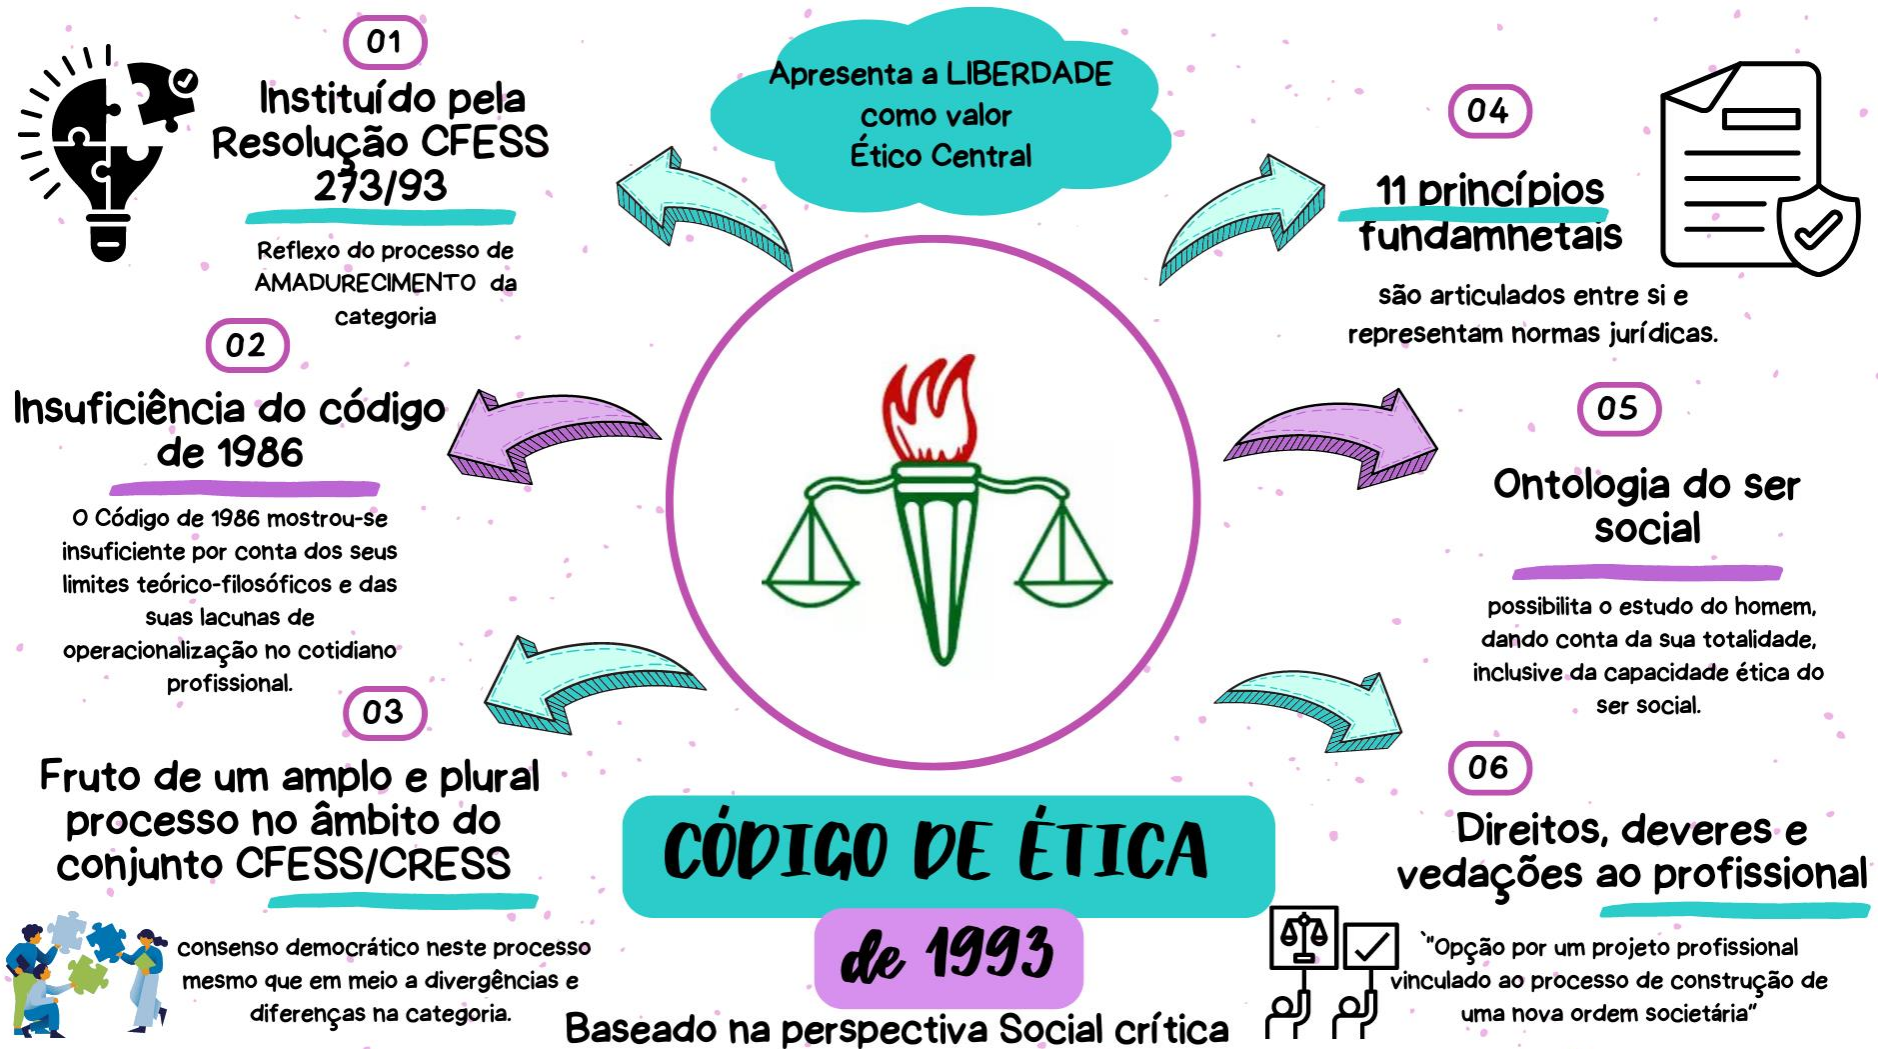 01
Instituído pela
Resolução CFESS
273/93
Reflexo do processo de
AMADURECIMENTO da
categoria
02
Insuficiência do código
de 1986
O Código de 1986 mostrou-se
insuficiente por conta dos seus
limites teórico-filosóficos e das
suas lacunas de
operacionalização no cotidiano
profissional.
03
Fruto de um amplo e plural
processo no âmbito do
conjunto CFESS/CRESS
consenso democrático neste processo
mesmo que em meio a divergências e
diferenças na categoria.
Apresenta a LIBERDADE
como valor
Ético Central
CÓDIGO DE ÉTICA
de 1993
Baseado na perspectiva Social crítica
04
11 princípios
fundamnetais
são articulados entre si e
representam normas jurídicas.
05
Ontologia do ser
social
possibilita o estudo do homem,
dando conta da sua totalidade,
inclusive da capacidade ética do
ser social.
06
Direitos, deveres e
vedações ao profissional
`"Opção por um projeto profissional
vinculado ao processo de construção de
uma nova ordem societária"